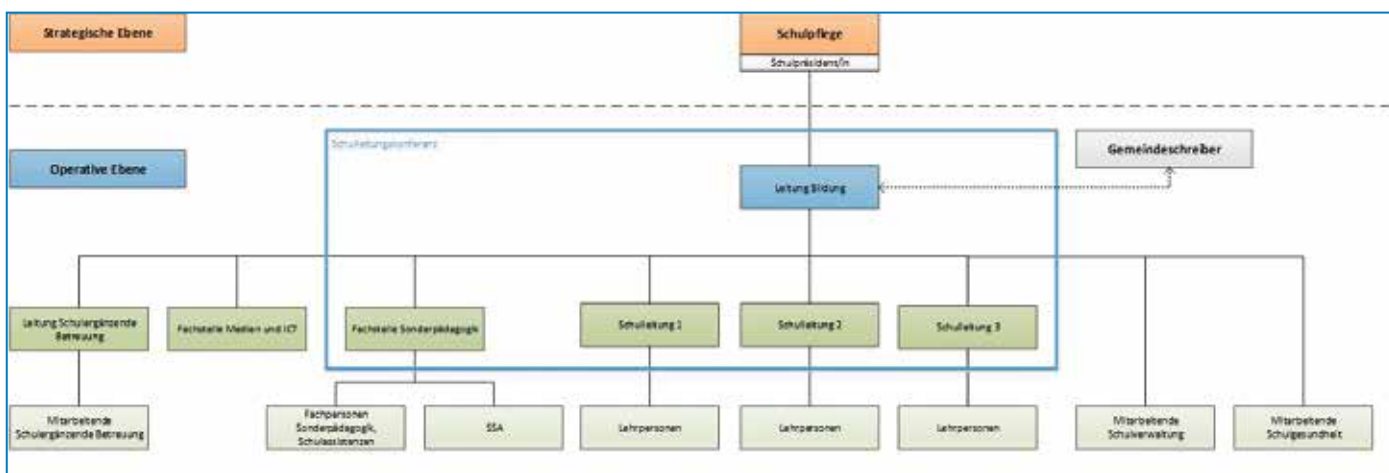 Strategische Ebene
Schulpflege
Schulpräsident/in
Schulleitungskonferenz
Gemeindeschreiber
Operative Ebene
Leitung Bildung
Leitung Schulergänzende
Betreuung
Fachstelle Medien und ICT
Fachstelle Sonderpädagogik
Schulleitung 1
Schulleitung 2
Schulleitung 3
Mitarbeitende
Schulergänzende Betreuung
Fachpersonen
Sonderpädagogik,
Schulassistenzen
SSA
Lehrpersonen
Lehrpersonen
Lehrpersonen
Mitarbeitende
Schulverwaltung
Mitarbeitende
Schulgesundheit